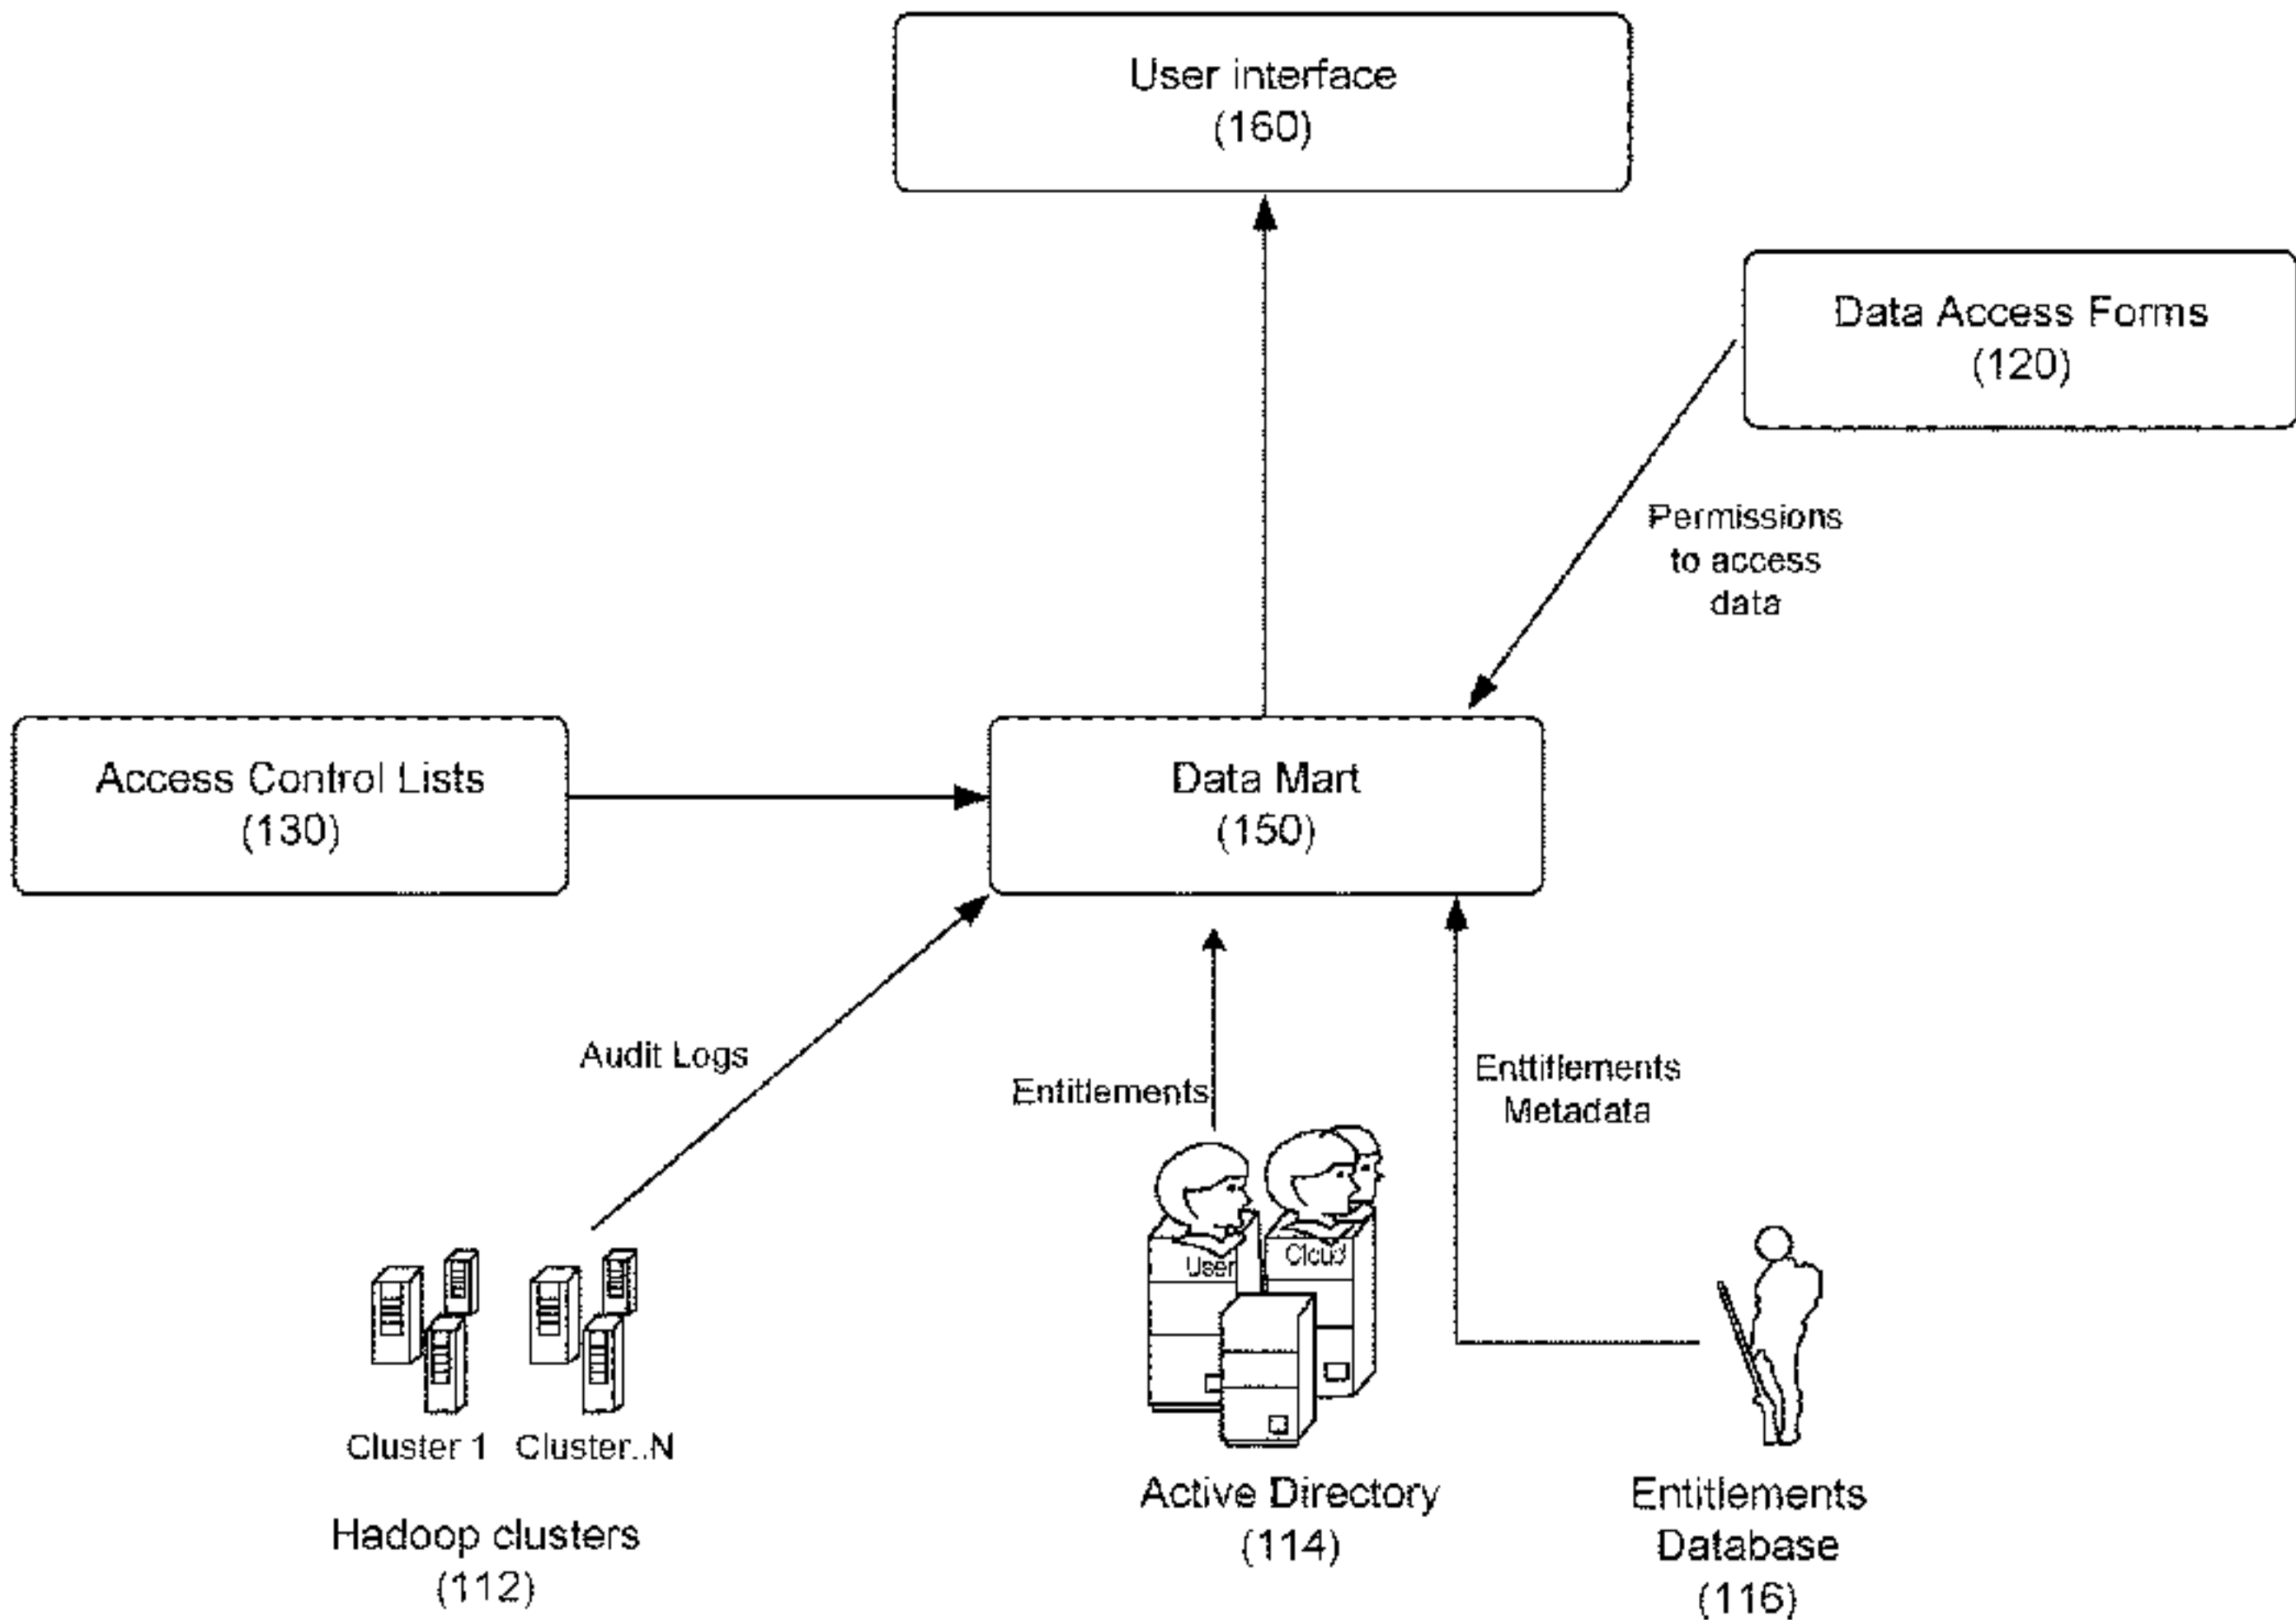 User interface
(160)
Data Access Forms
(120)
Permissions
to access
data
Access Control Lists
(130)
Data Mart
(150)
Audit Logs
Entitlements
Enttitlements
Metadata
User
Cloud
Cluster 1
Cluster..N
Hadoop clusters
(112)
Active Directory
(114)
Entitlements
Database
(116)